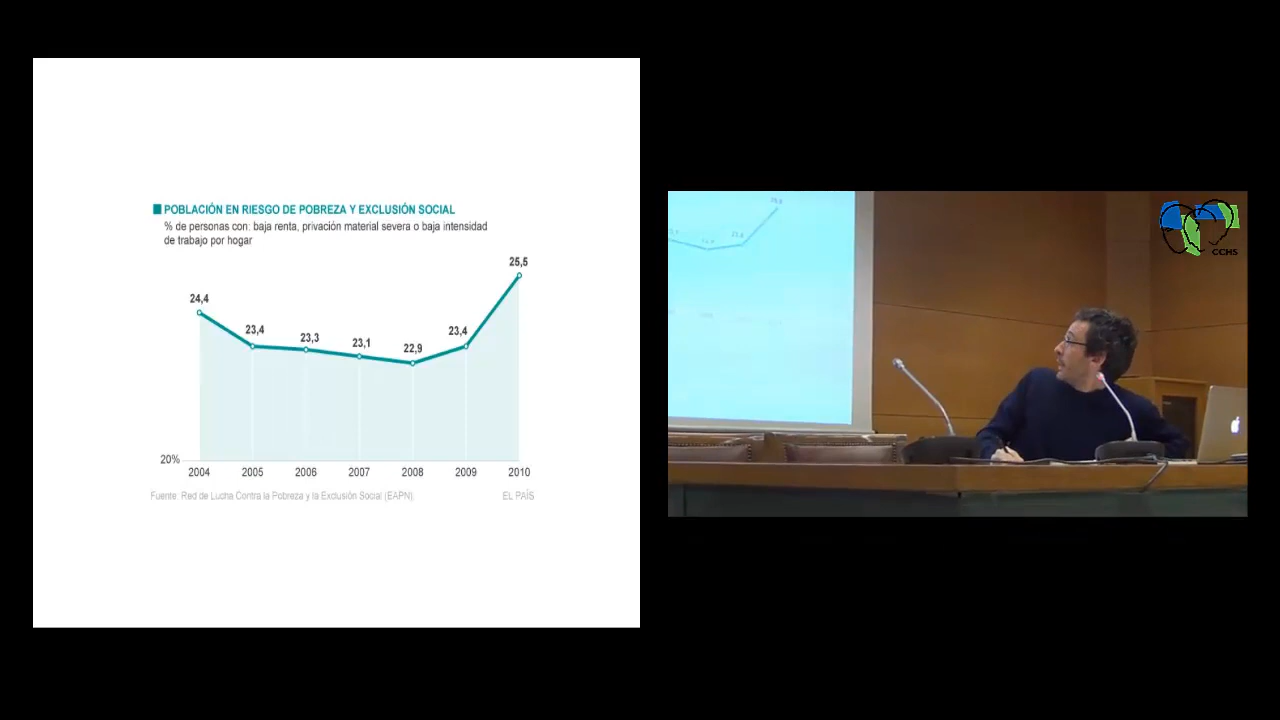 POBLACIÓN EN RIESGO DE POBREZA Y EXCLUSIÓN SOCIAL
% de personas con: baja renta, privación material severa o baja intensidad
de trabajo por hogar
25,5
24,4
23,4
23,3
23,1
22,9
23,4
20%
2004 2005 2006 2007 2008 2009 2010
Fuente: Red de Lucha Contra la Pobreza y la Exclusión Social (EAPN). EL PAÍS
CCHS